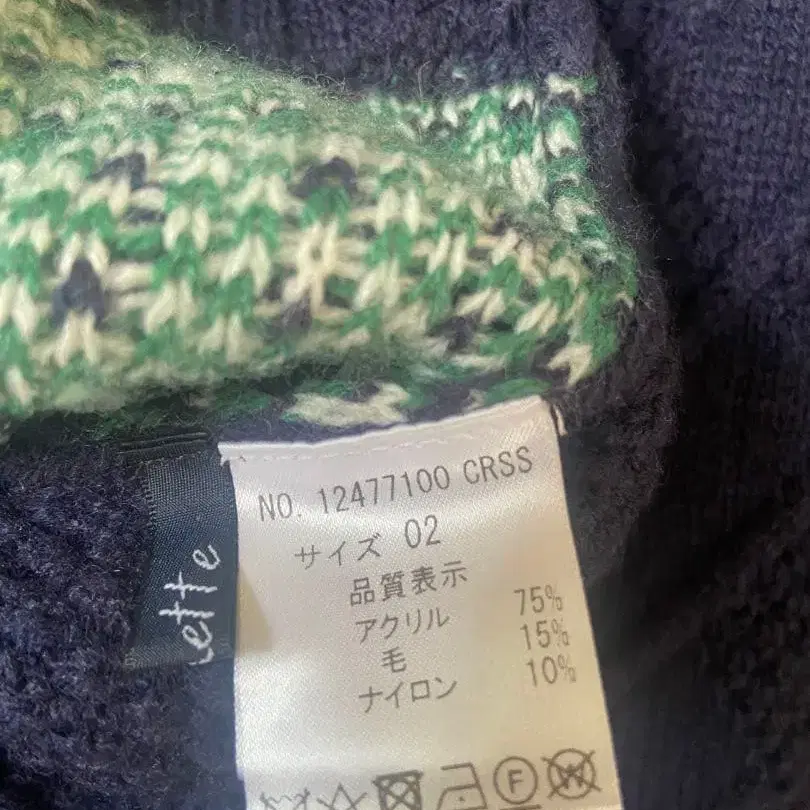 NO. 12477100 CRSS
サイズ 02
品質表示
アクリル 75%
毛 15%
ナイロン 10%
ette
F
W